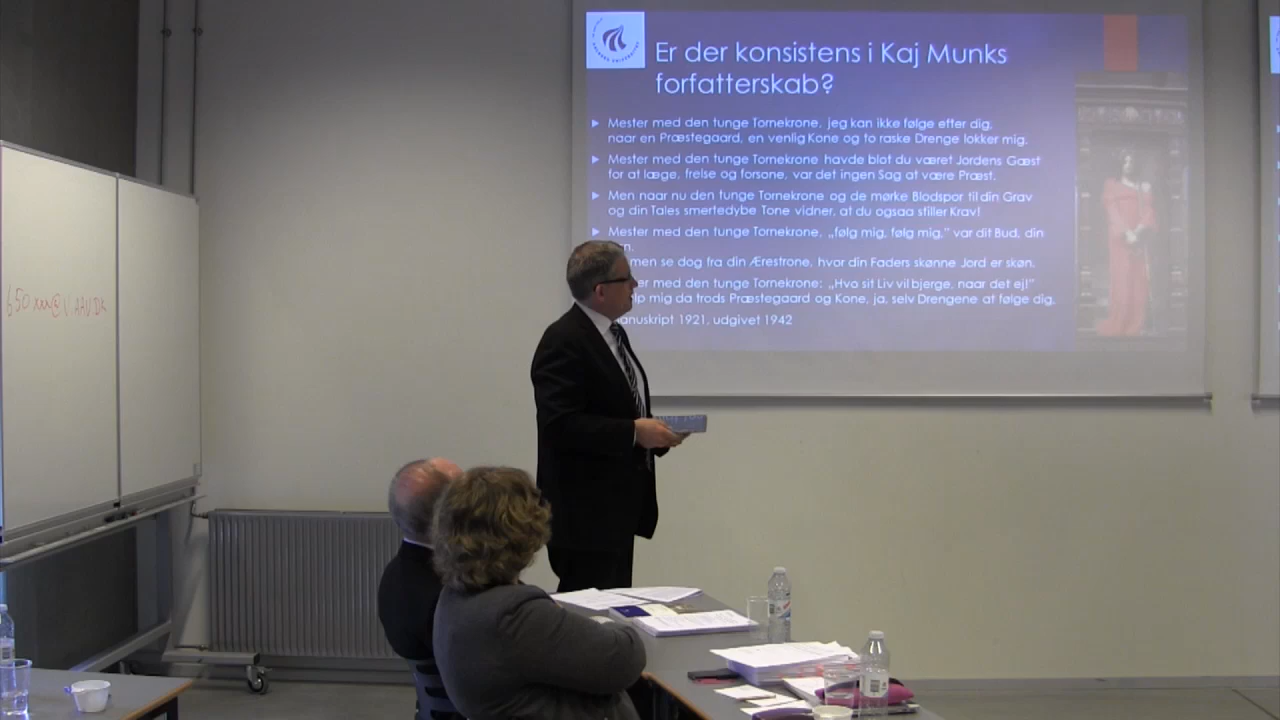 Er der konsistens i Kaj Munks
forfatterskab?
Mester med den tunge Tornekrone, jeg kan ikke følge efter dig,
naar en Præstegaard, en venlig Kone og to raske Drenge lokker mig.
Mester med den tunge Tornekrone havde blot du været Jordens Gæst
for at læge, frelse og forsone, var det ingen Sag at være Præst.
Men naar nu den tunge Tornekrone og de mørke Blodspor til din Grav
og din Tales smertedybe Tone vidner, at du ogsaa stiller Krav!
Mester med den tunge Tornekrone, „følg mig, følg mig," var dit Bud, din
men se dog fra din Ærestrone, hvor din Faders skønne Jord er skøn.
med den tunge Tornekrone: „Hvo sit Liv vil bjerge, naar det ej!"
mig da trods Præstegaard og Kone, ja, selv Drengene at følge dig.
1921, udgivet 1942